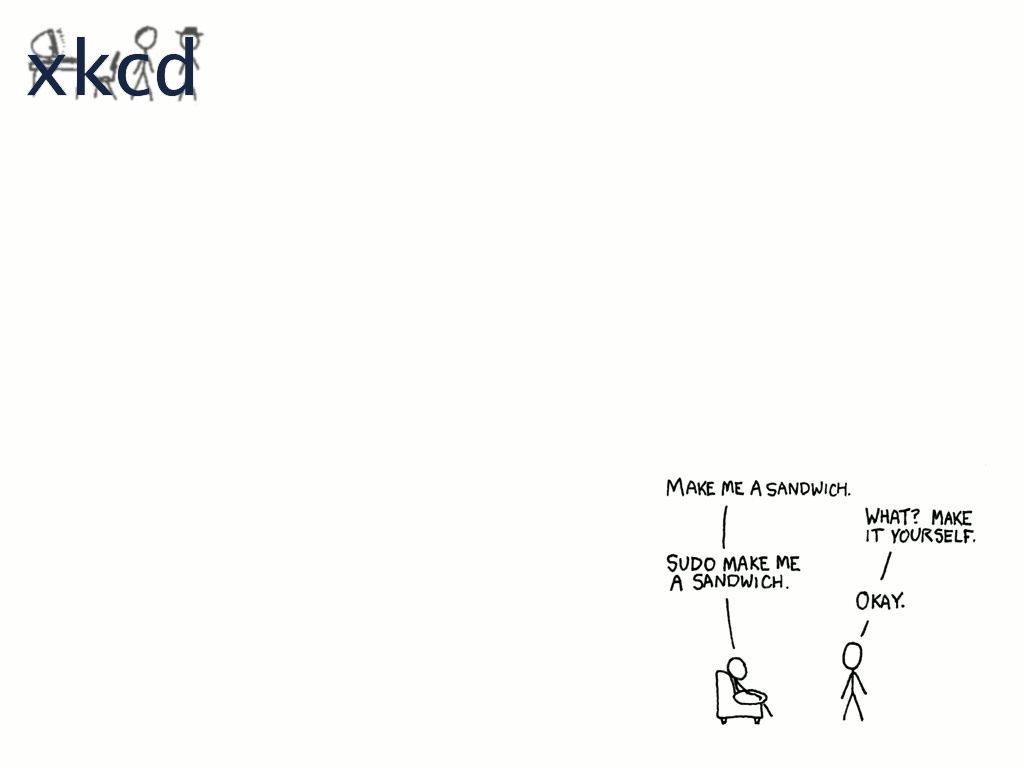 xkcd
MAKE ME A SANDWICH.
WHAT? MAKE
IT YOURSELF.
SUDO MAKE ME
A SANDWICH.
OKAY.